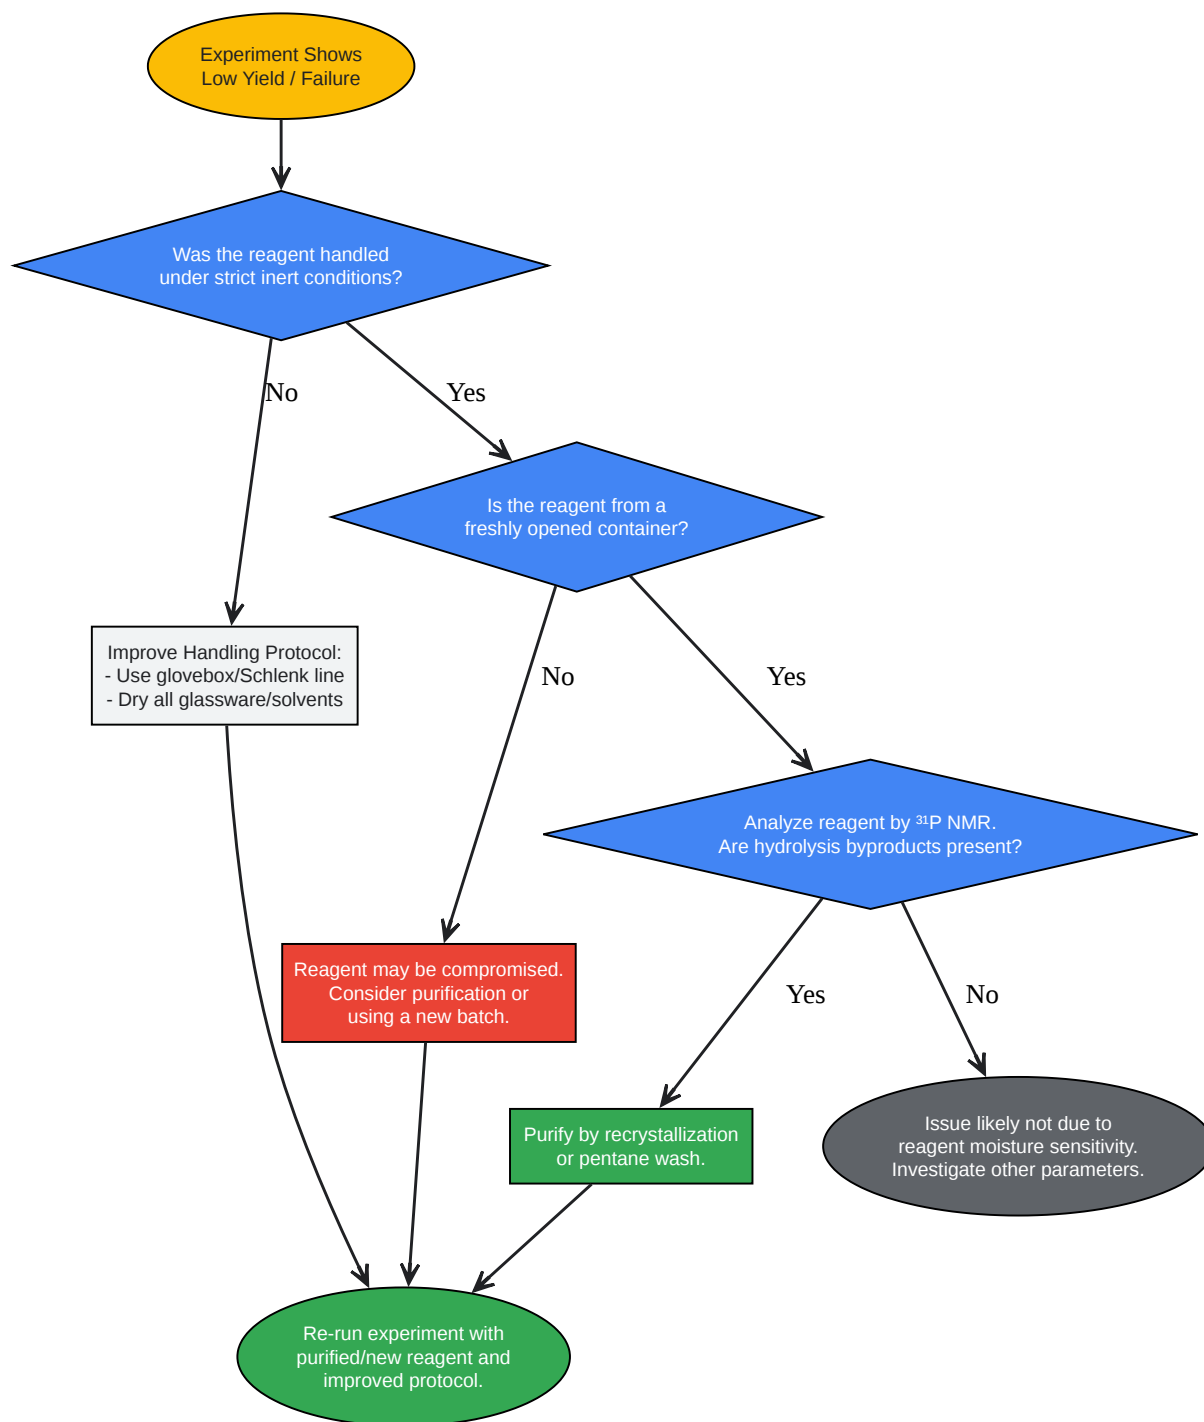 Experiment Shows
Low Yield / Failure
Was the reagent handled
under strict inert conditions?
No
Yes
Is the reagent from a
freshly opened container?
Improve Handling Protocol:
- Use glovebox/Schlenk line
- Dry all glassware/solvents
No
Yes
Analyze reagent by ³¹P NMR.
Are hydrolysis byproducts present?
Reagent may be compromised.
Consider purification or
using a new batch.
Yes
No
Purify by recrystallization
or pentane wash.
Issue likely not due to
reagent moisture sensitivity.
Investigate other parameters.
Re-run experiment with
purified/new reagent and
improved protocol.